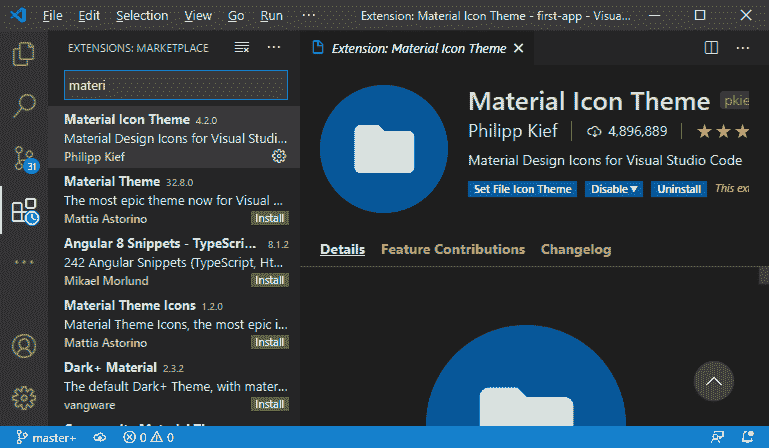 File Edit Selection View Go Run ··· Extension: Material Icon Theme - first-app - Visua...
EXTENSIONS: MARKETPLACE
materi
Material Icon Theme 4.2.0
Material Design Icons for Visual Studi...
Philipp Kief
Material Theme 32.8.0
The most epic theme now for Visual ...
Mattia Astorino Install
Angular 8 Snippets - TypeScri... 8.1.2
242 Angular Snippets (TypeScript, Ht...
Mikael Morlund Install
Material Theme Icons 1.2.0
Material Theme Icons, the most epic i...
Mattia Astorino Install
Dark+ Material 2.3.2
The default Dark+ Theme, with mater...
vangware Install
31
Extension: Material Icon Theme
Material Icon Theme pkie
Philipp Kief 4,896,889
Material Design Icons for Visual Studio Code
Set File Icon Theme Disable Uninstall This ex
Details Feature Contributions Changelog
master+ 0 0